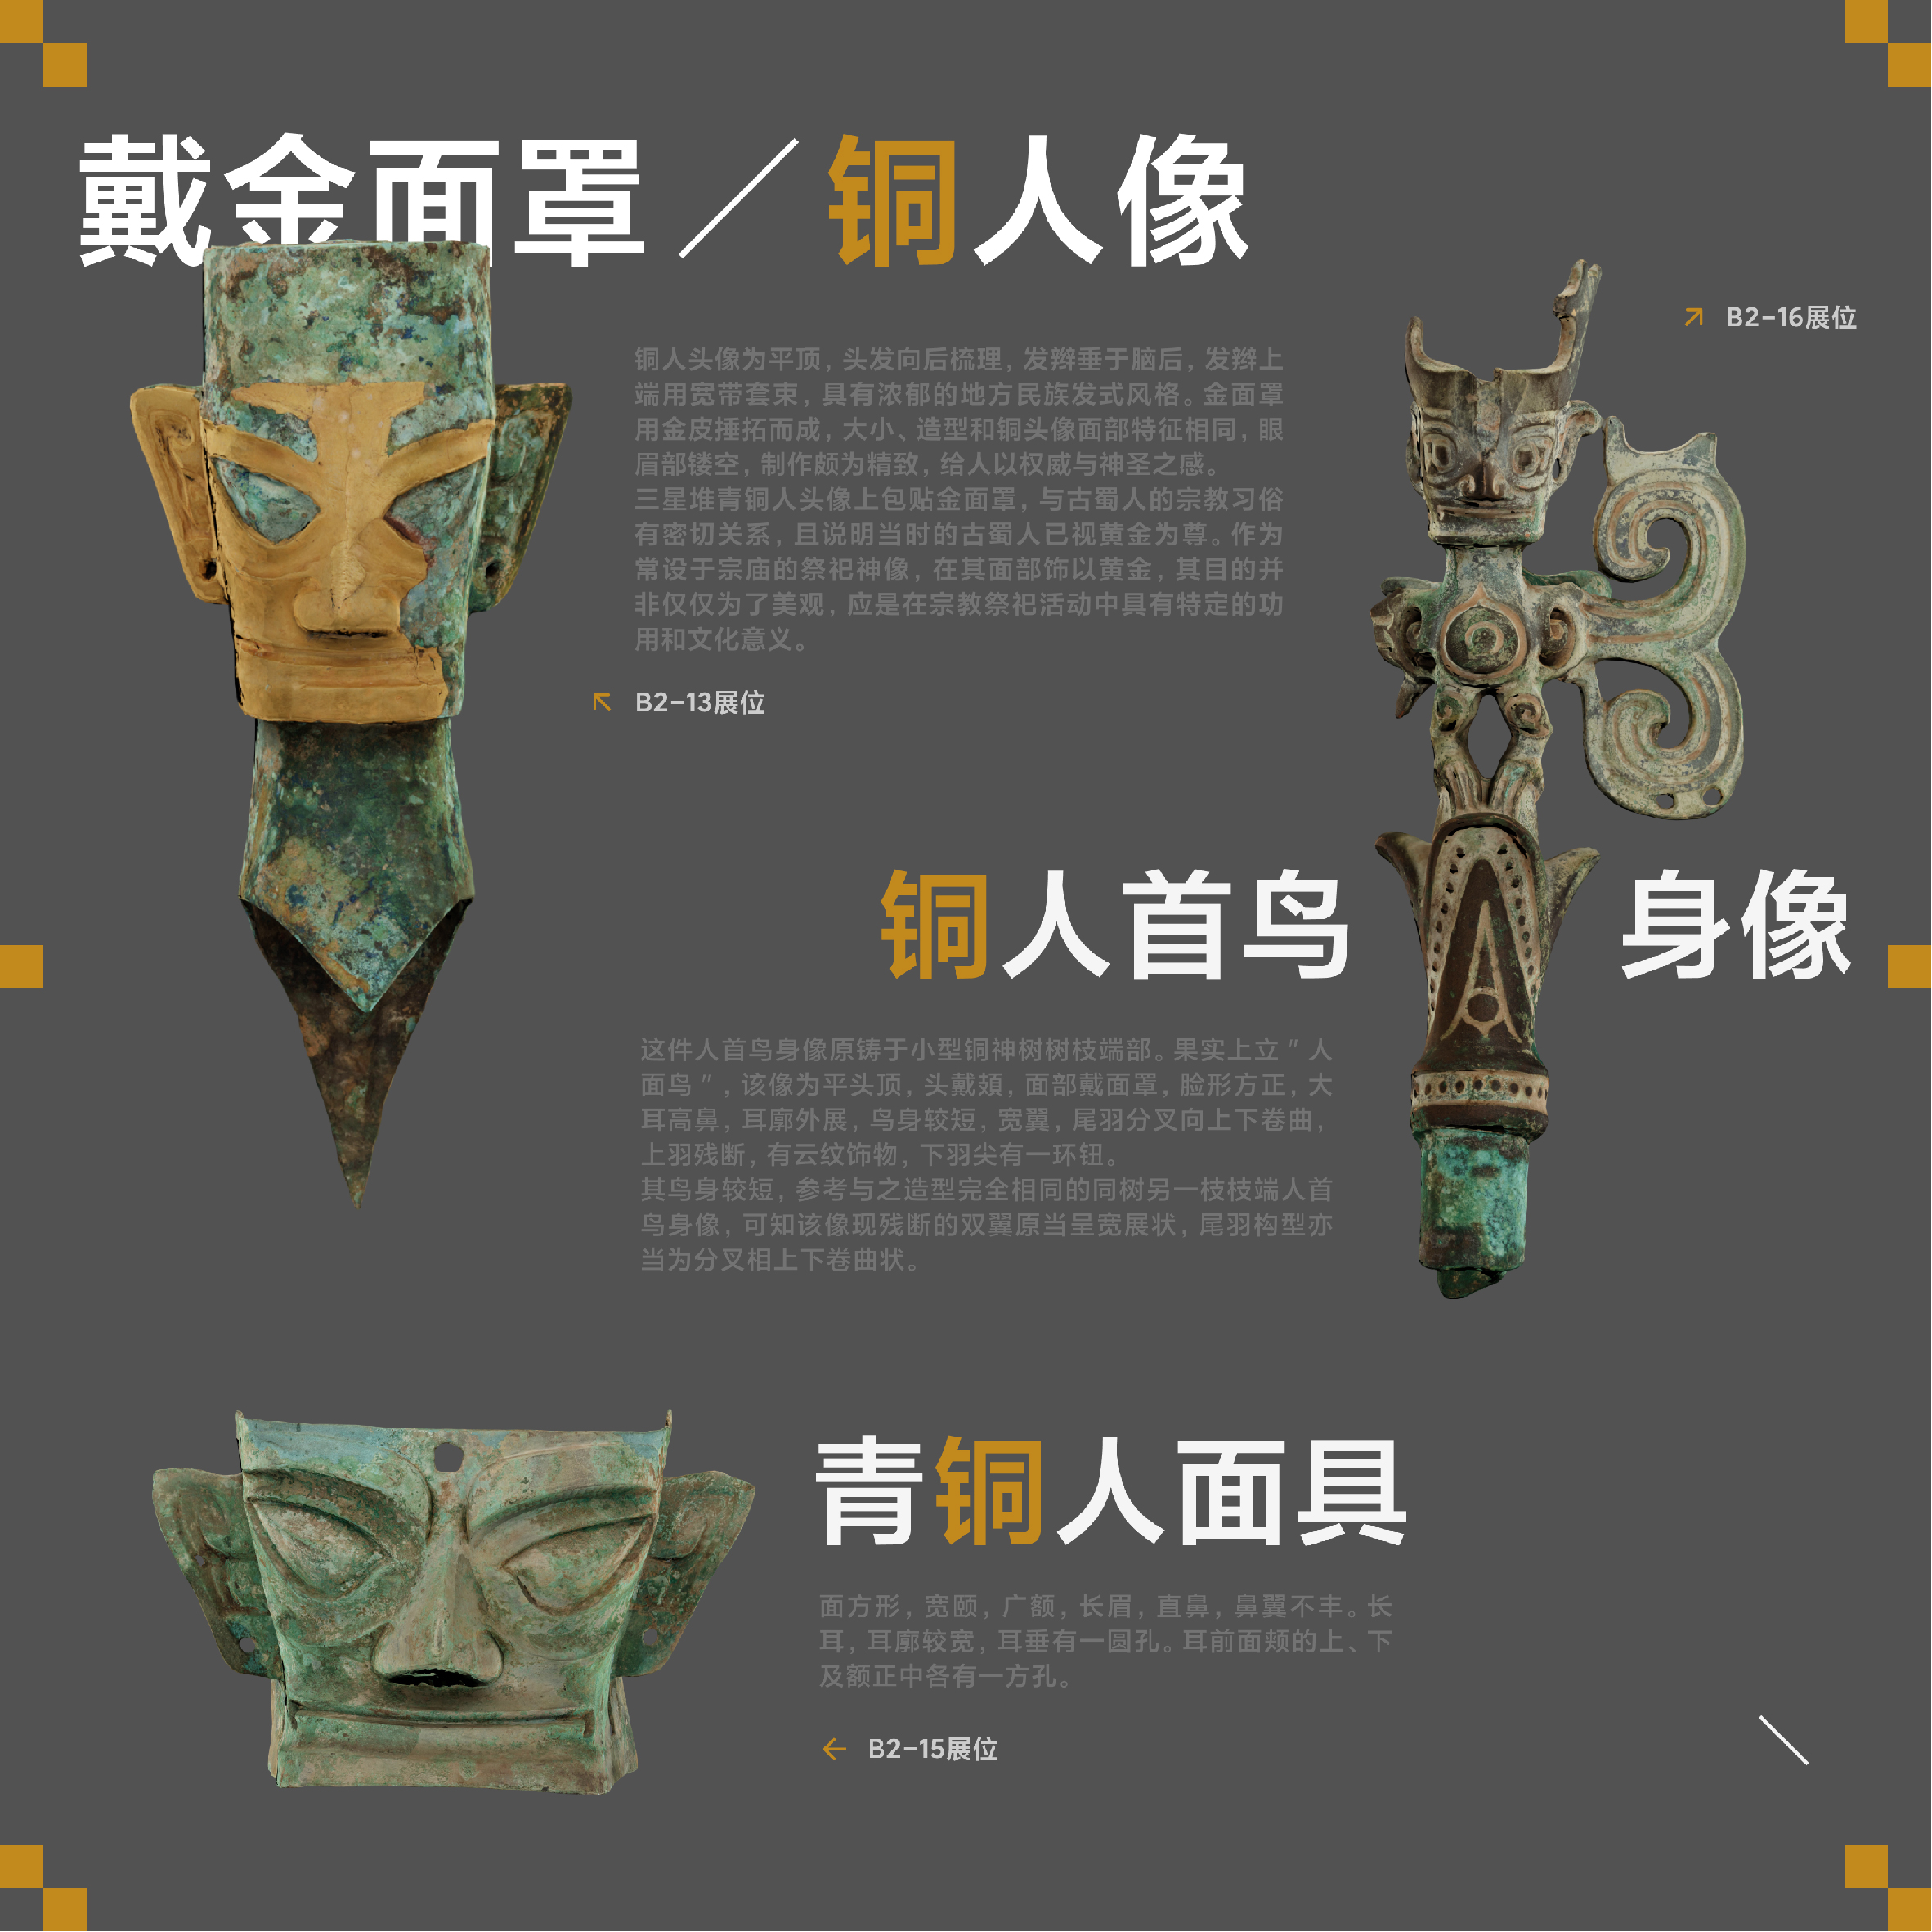 戴金面罩／铜人像
B2-16展位
铜人头像为平顶，头发向后梳理，发辫垂于脑后，发辫上
端用宽带套束，具有浓郁的地方民族发式风格。金面罩
用金皮捶拓而成，大小、造型和铜头像面部特征相同，眼
眉部镂空，制作颇为精致，给人以权威与神圣之感。
三星堆青铜人头像上包贴金面罩，与古蜀人的宗教习俗
有密切关系，且说明当时的古蜀人已视黄金为尊。作为
常设于宗庙的祭祀神像，在其面部饰以黄金，其目的并
非仅仅为了美观，应是在宗教祭祀活动中具有特定的功
用和文化意义。
B2-13展位
铜人首鸟身像
这件人首鸟身像原铸于小型铜神树树枝端部。果实上立＂人
面鸟＂，该像为平头顶，头戴頍，面部戴面罩，脸形方正，大
耳高鼻，耳廓外展，鸟身较短，宽翼，尾羽分叉向上下卷曲，
上羽残断，有云纹饰物，下羽尖有一环钮。
其鸟身较短，参考与之造型完全相同的同树另一枝枝端人首
鸟身像，可知该像现残断的双翼原当呈宽展状，尾羽构型亦
当为分叉相上下卷曲状。
青铜人面具
面方形，宽颐，广额，长眉，直鼻，鼻翼不丰。长
耳，耳廓较宽，耳垂有一圆孔。耳前面颊的上、下
及额正中各有一方孔。
B2-15展位